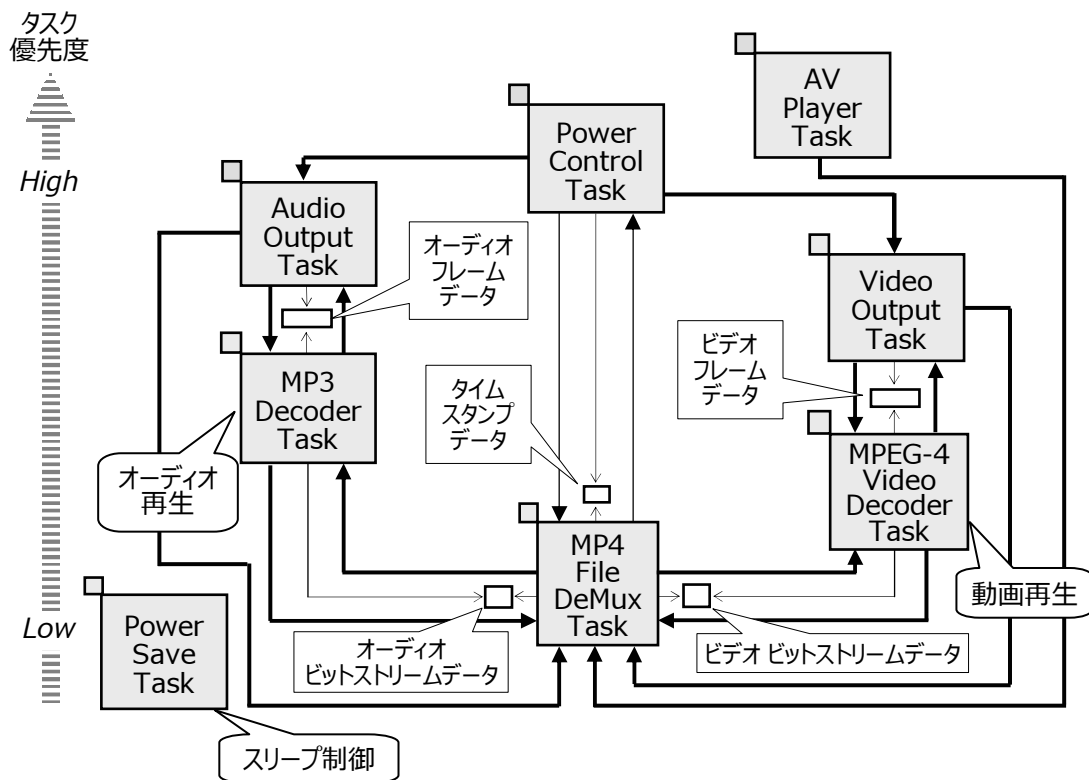 タスク
優先度
High
Low
AV
Player
Task
Power
Control
Task
Audio
Output
Task
オーディオ
フレーム
データ
Video
Output
Task
ビデオ
フレーム
データ
MP3
Decoder
Task
タイム
スタンプ
データ
オーディオ
再生
MPEG-4
Video
Decoder
Task
動画再生
MP4
File
DeMux
Task
オーディオ
ビットストリームデータ
ビデオ ビットストリームデータ
Power
Save
Task
スリープ制御